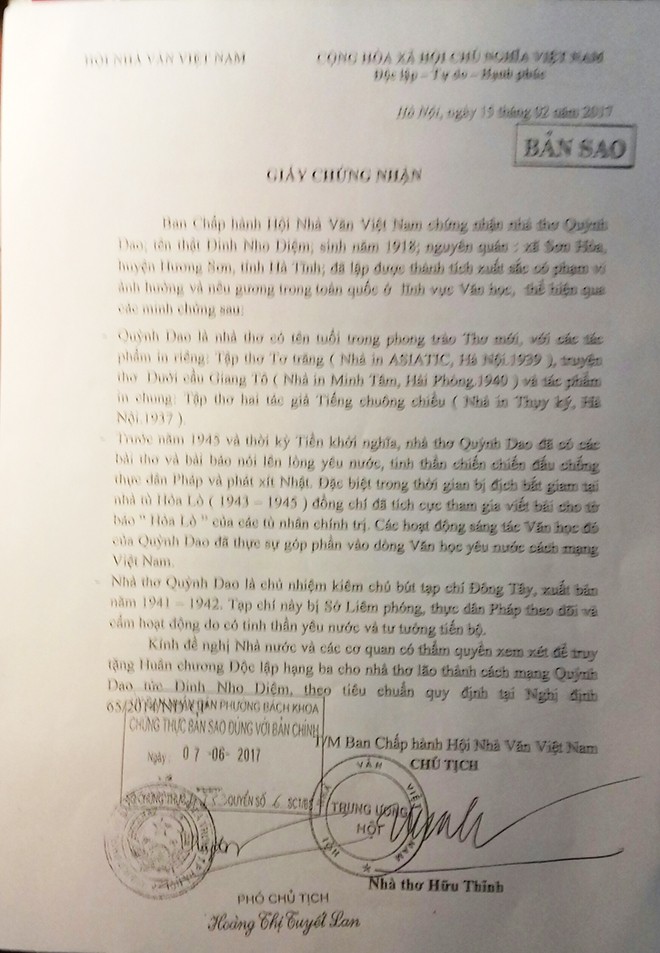 HỘI NHÀ VĂN VIỆT NAM
CỘNG HÒA XÃ HỘI CHỦ NGHĨA VIỆT NAM
Độc lập – Tự do – Hạnh phúc
Hà Nội, ngày 15 tháng 02 năm 2017
BẢN SAO
GIẤY CHỨNG NHẬN
Ban Chấp hành Hội Nhà Văn Việt Nam chứng nhận nhà thơ Quỳnh
Dao; tên thật Đinh Nho Diệm; sinh năm 1918; nguyên quán : xã Sơn Hòa,
huyện Hương Sơn, tỉnh Hà Tĩnh; đã lập được thành tích xuất sắc có phạm vi
ảnh hưởng và nêu gương trong toàn quốc ở lĩnh vực Văn học, thể hiện qua
các minh chứng sau:
- Quỳnh Dao là nhà thơ có tên tuổi trong phong trào Thơ mới, với các tác
phẩm in riêng: Tập thơ Tơ trăng ( Nhà in ASIATIC, Hà Nội.1939 ), truyện
thơ Dưới cầu Giang Tô ( Nhà in Minh Tâm, Hải Phòng.1940 ) và tác phẩm
in chung: Tập thơ hai tác giả Tiếng chuông chiều ( Nhà in Thụy ký, Hà
Nội.1937 ).
- Trước năm 1945 và thời kỳ Tiền khởi nghĩa, nhà thơ Quỳnh Dao đã có các
bài thơ và bài báo nói lên lòng yêu nước, tinh thần chiến chiến đấu chống
thực dân Pháp và phát xít Nhật. Đặc biệt trong thời gian bị địch bắt giam tại
nhà tù Hỏa Lò ( 1943 – 1945 ) đồng chí đã tích cực tham gia viết bài cho tờ
báo " Hỏa Lò " của các tù nhân chính trị. Các hoạt động sáng tác Văn học đó
của Quỳnh Dao đã thực sự góp phần vào dòng Văn học yêu nước cách mạng
Việt Nam.
- Nhà thơ Quỳnh Dao là chủ nhiệm kiêm chủ bút tạp chí Đông Tây, xuất bản
năm 1941 – 1942. Tạp chí này bị Sở Liêm phóng, thực dân Pháp theo dõi và
cấm hoạt động do có tinh thần yêu nước và tư tưởng tiến bộ.
Kính đề nghị Nhà nước và các cơ quan có thẩm quyền xem xét để truy
tặng Huân chương Độc lập hạng ba cho nhà thơ lão thành cách mạng Quỳnh
Dao tức Đinh Nho Diệm, theo tiêu chuẩn quy định tại Nghị định
65/2014/NĐ-CP
ỦY BAN NHÂN DÂN PHƯỜNG BÁCH KHOA
CHỨNG THỰC BẢN SAO ĐÚNG VỚI BẢN CHÍNH
Ngày: 07 -06- 2017
QUYỂN SỐ 6 SCT/BS
T/M Ban Chấp hành Hội Nhà Văn Việt Nam
CHỦ TỊCH
TRUNG ƯƠNG
HỘI
Nhà thơ Hữu Thỉnh
PHÓ CHỦ TỊCH
Hoàng Thị Tuyết Lan